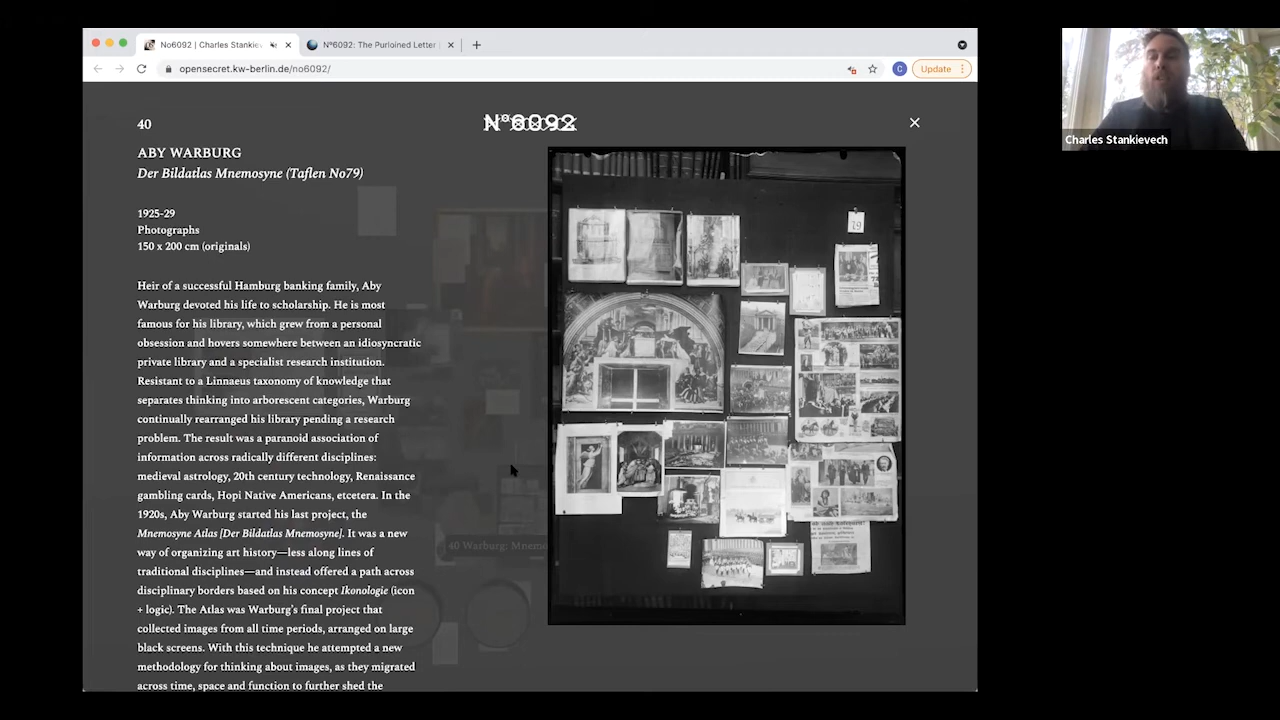 No6092 | Charles Stankiev
Nº6092: The Purloined Letter
opensecret.kw-berlin.de/no6092/
C
Update
40
Nº6092
ABY WARBURG
Der Bildatlas Mnemosyne (Taflen No79)
1925-29
Photographs
150 x 200 cm (originals)
Heir of a successful Hamburg banking family, Aby
Warburg devoted his life to scholarship. He is most
famous for his library, which grew from a personal
obsession and hovers somewhere between an idiosyncratic
private library and a specialist research institution.
Resistant to a Linnaeus taxonomy of knowledge that
separates thinking into arborescent categories, Warburg
continually rearranged his library pending a research
problem. The result was a paranoid association of
information across radically different disciplines:
medieval astrology, 20th century technology, Renaissance
gambling cards, Hopi Native Americans, etcetera. In the
1920s, Aby Warburg started his last project, the
Mnemosyne Atlas [Der Bildatlas Mnemosyne]. It was a new
way of organizing art history—less along lines of
traditional disciplines—and instead offered a path across
disciplinary borders based on his concept Ikonologie (icon
+ logic). The Atlas was Warburg's final project that
collected images from all time periods, arranged on large
black screens. With this technique he attempted a new
methodology for thinking about images, as they migrated
across time, space and function to further shed the
40 Warburg: Mnem
79
Charles Stankievech